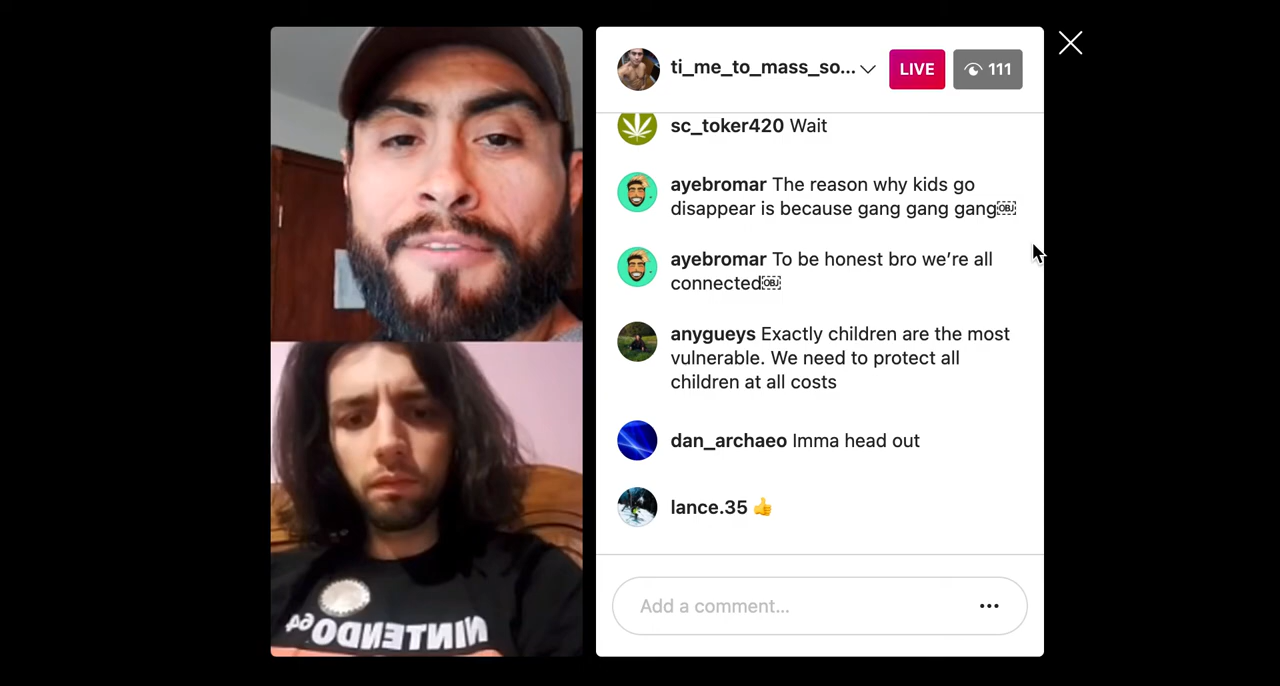 ti_me_to_mass_so...
LIVE
111
sc_toker420 Wait
ayebromar The reason why kids go
disappear is because gang gang gang
ayebromar To be honest bro we’re all
connected
anygueys Exactly children are the most
vulnerable. We need to protect all
children at all costs
dan_archaeo Imma head out
lance.35 👍
Add a comment...
NINTENDO64